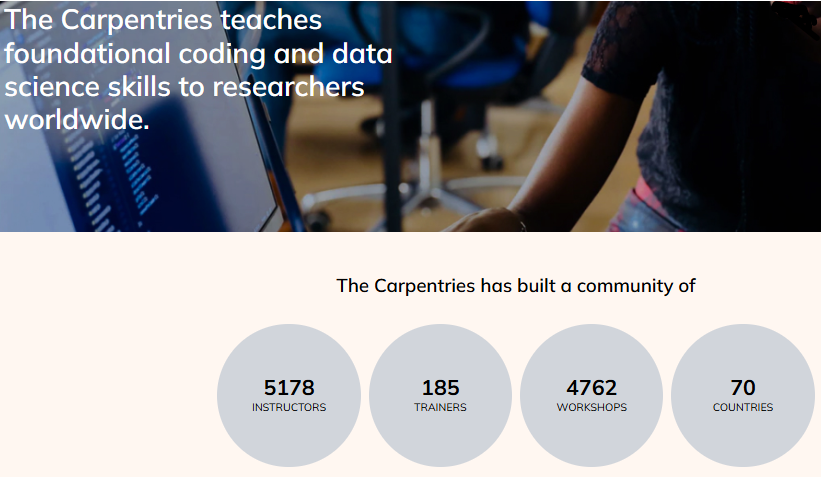 The Carpentries teaches
foundational coding and data
science skills to researchers
worldwide.
The Carpentries has built a community of
5178
INSTRUCTORS
185
TRAINERS
4762
WORKSHOPS
70
COUNTRIES